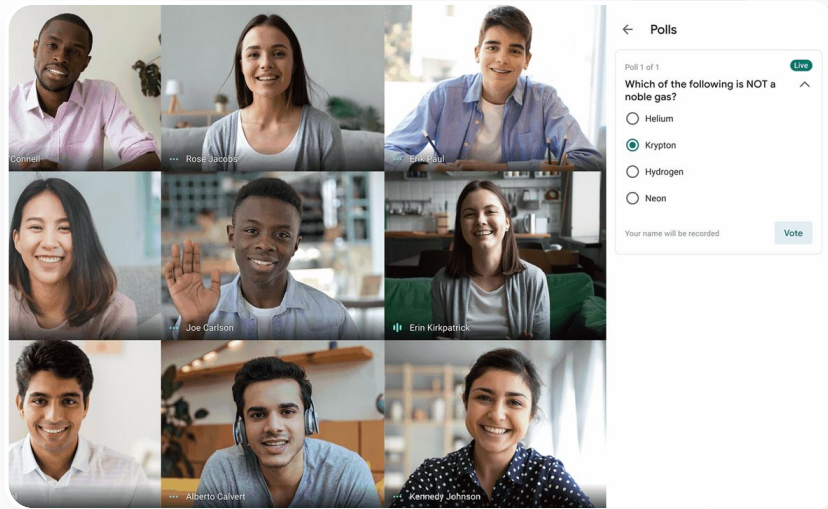 Connell
Rose Jacobs
Erik Paul
Joe Carlson
Erin Kirkpatrick
Alberto Calvert
Kennedy Johnson
Polls
Poll 1 of 1
Live
Which of the following is NOT a
noble gas?
Helium
Krypton
Hydrogen
Neon
Your name will be recorded
Vote